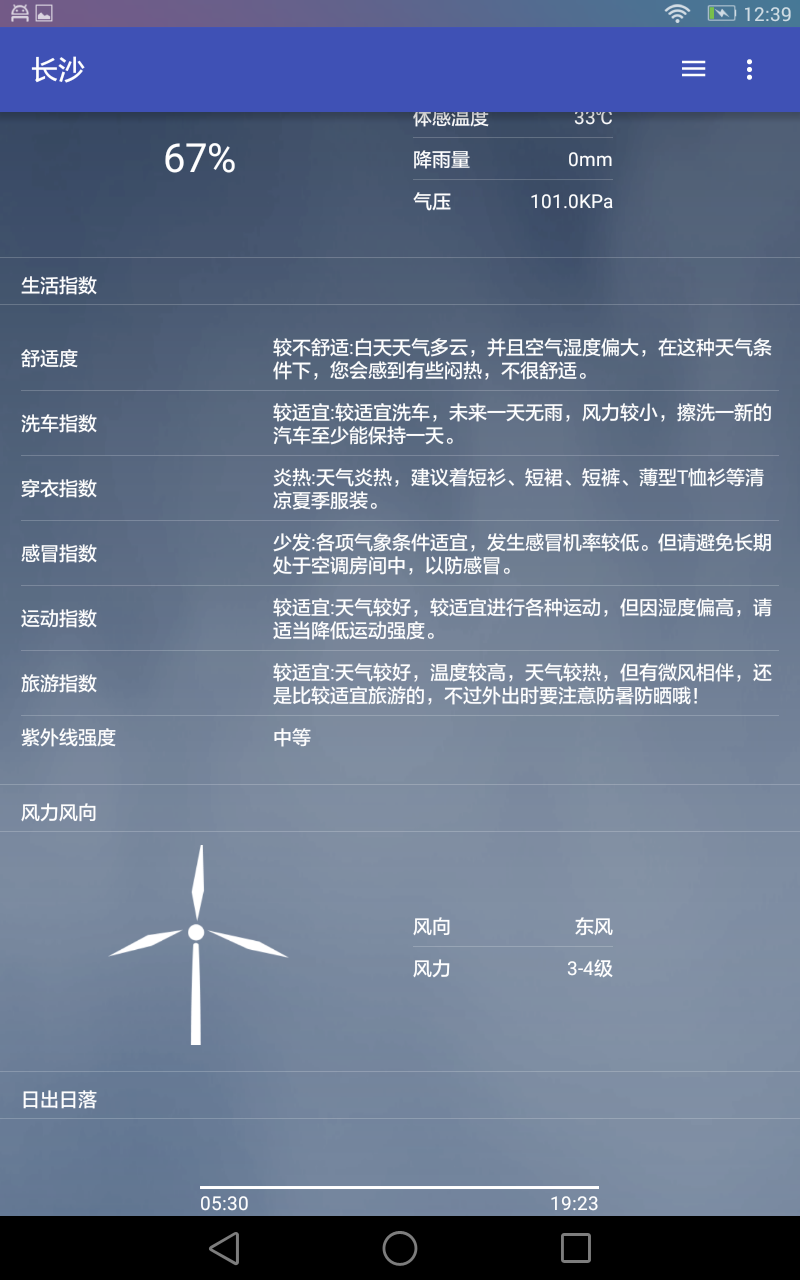 12:39
长沙
体感温度 33℃
67%
降雨量 0mm
气压 101.0KPa
生活指数
舒适度
较不舒适:白天天气多云，并且空气湿度偏大，在这种天气条
件下，您会感到有些闷热，不很舒适。
洗车指数
较适宜:较适宜洗车，未来一天无雨，风力较小，擦洗一新的
汽车至少能保持一天。
穿衣指数
炎热:天气炎热，建议着短衫、短裙、短裤、薄型T恤衫等清
凉夏季服装。
感冒指数
少发:各项气象条件适宜，发生感冒机率较低。但请避免长期
处于空调房间中，以防感冒。
运动指数
较适宜:天气较好，较适宜进行各种运动，但因湿度偏高，请
适当降低运动强度。
旅游指数
较适宜:天气较好，温度较高，天气较热，但有微风相伴，还
是比较适宜旅游的，不过外出时要注意防暑防晒哦！
紫外线强度 中等
风力风向
风向 东风
风力 3-4级
日出日落
05:30 19:23